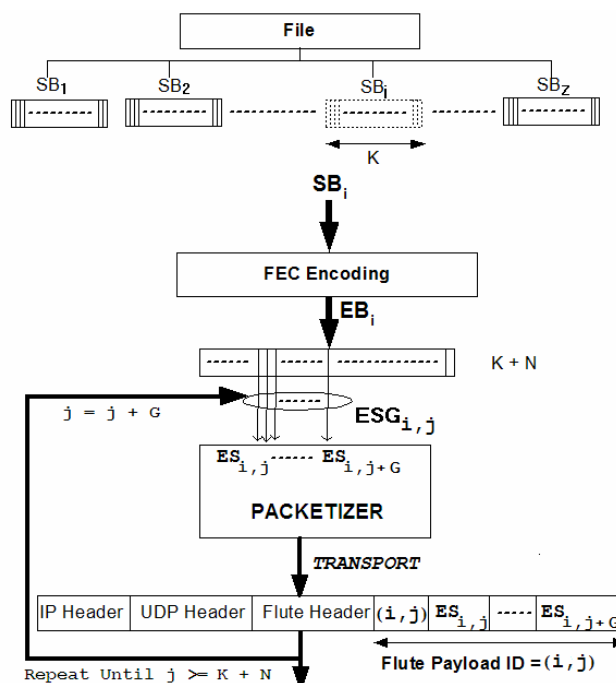 File
SB1 SB2 SBi SBZ
K
SBi
FEC Encoding
EBi
K + N
j = j + G
ESGi,j
ESi,j ------ ESi,j+G
PACKETIZER
TRANSPORT
IP Header UDP Header Flute Header (i,j) ESi,j ----- ESi,j+G
Flute Payload ID = (i,j)
Repeat Until j >= K + N